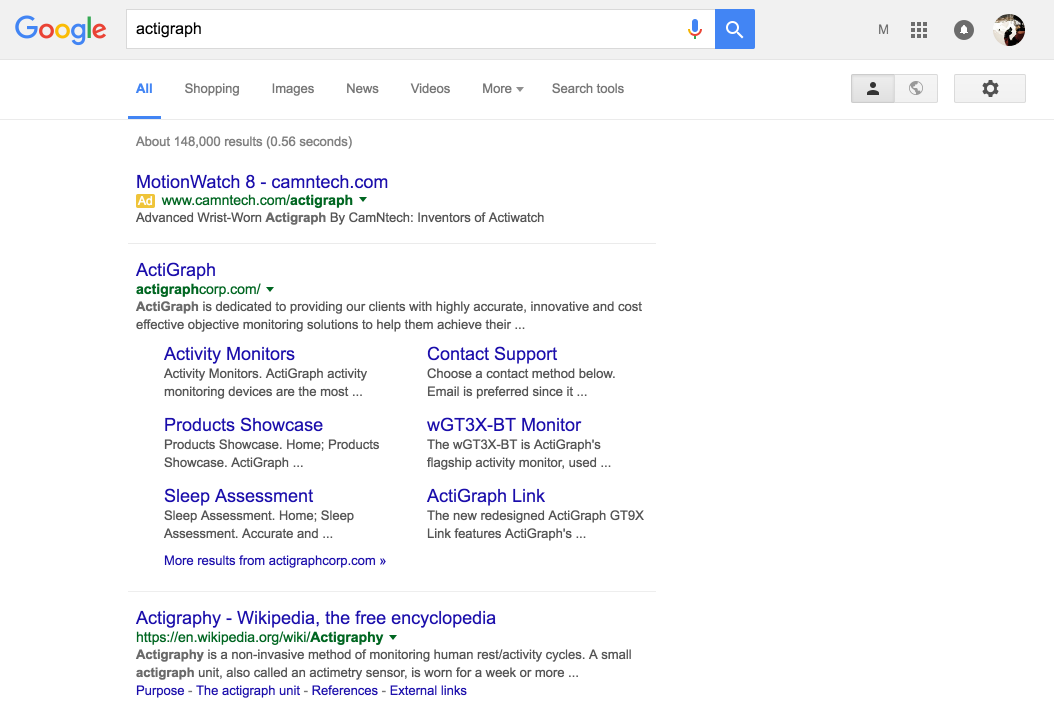 Google
actigraph
M
All Shopping Images News Videos More Search tools
About 148,000 results (0.56 seconds)
MotionWatch 8 - camntech.com
Ad www.camntech.com/actigraph
Advanced Wrist-Worn Actigraph By CamNtech: Inventors of Actiwatch
ActiGraph
actigraphcorp.com/
ActiGraph is dedicated to providing our clients with highly accurate, innovative and cost
effective objective monitoring solutions to help them achieve their ...
Activity Monitors
Activity Monitors. ActiGraph activity
monitoring devices are the most ...
Contact Support
Choose a contact method below.
Email is preferred since it ...
Products Showcase
Products Showcase. Home; Products
Showcase. ActiGraph ...
wGT3X-BT Monitor
The wGT3X-BT is ActiGraph's
flagship activity monitor, used ...
Sleep Assessment
Sleep Assessment. Home; Sleep
Assessment. Accurate and ...
ActiGraph Link
The new redesigned ActiGraph GT9X
Link features ActiGraph's ...
More results from actigraphcorp.com »
Actigraphy - Wikipedia, the free encyclopedia
https://en.wikipedia.org/wiki/Actigraphy
Actigraphy is a non-invasive method of monitoring human rest/activity cycles. A small
actigraph unit, also called an actimetry sensor, is worn for a week or more ...
Purpose - The actigraph unit - References - External links